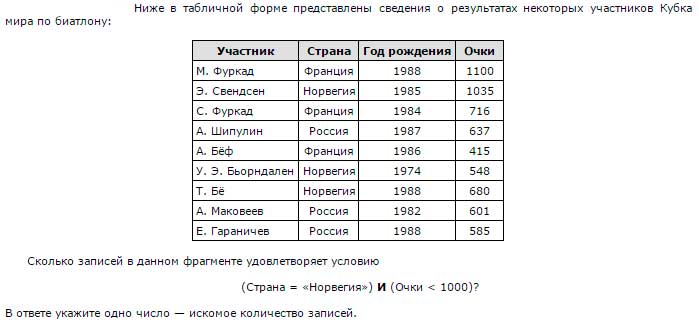 Ниже в табличной форме представлены сведения о результатах некоторых участников Кубка
мира по биатлону:
Участник Страна Год рождения Очки
М. Фуркад Франция 1988 1100
Э. Свендсен Норвегия 1985 1035
С. Фуркад Франция 1984 716
А. Шипулин Россия 1987 637
А. Бёф Франция 1986 415
У. Э. Бьорндален Норвегия 1974 548
Т. Бё Норвегия 1988 680
А. Маковеев Россия 1982 601
Е. Гараничев Россия 1988 585
Сколько записей в данном фрагменте удовлетворяет условию
(Страна = «Норвегия») И (Очки < 1000)?
В ответе укажите одно число — искомое количество записей.